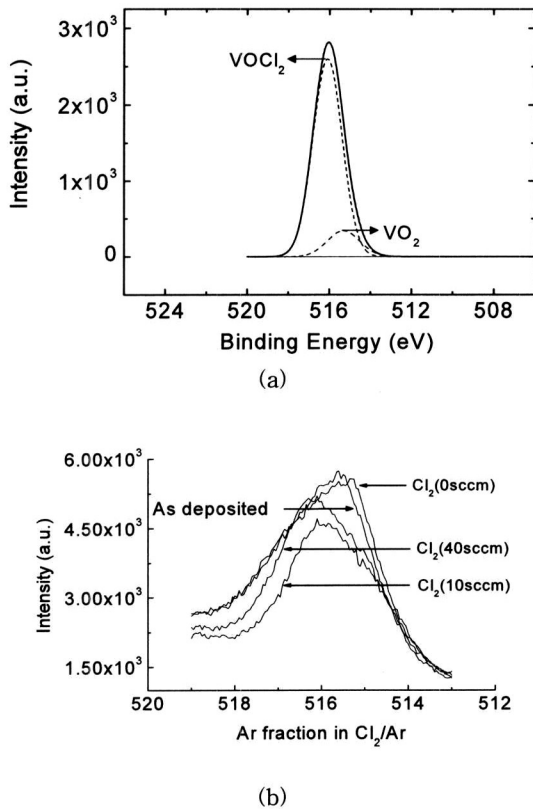 3x10³
VOCl₂
2x10³
1x10³
VO₂
0
Intensity (a.u.)
524 520 516 512 508
Binding Energy (eV)
(a)
6.00x10³
Cl₂(0sccm)
As deposited
4.50x10³
Cl₂(40sccm)
Cl₂(10sccm)
3.00x10³
1.50x10³
Intensity (a.u.)
520 518 516 514 512
Ar fraction in Cl₂/Ar
(b)